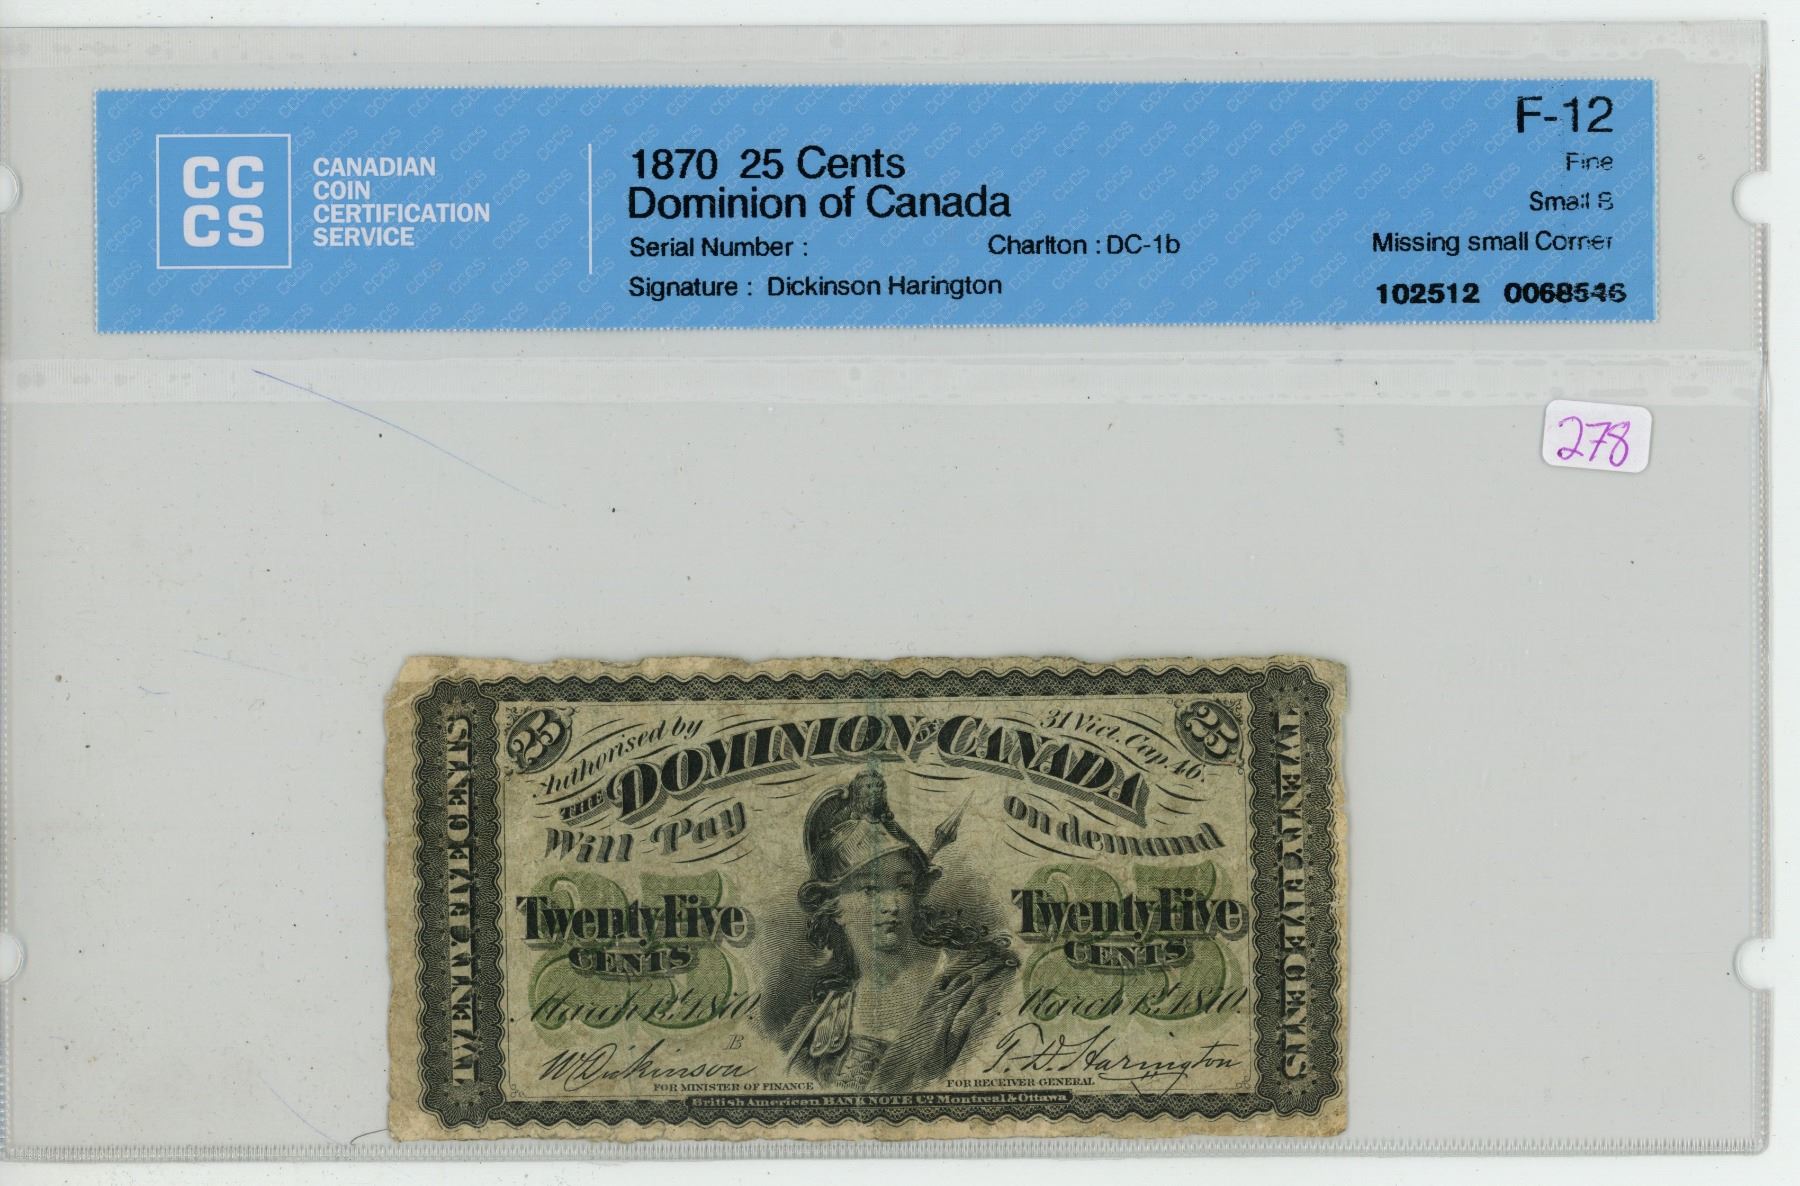 CC
CS
CANADIAN
COIN
CERTIFICATION
SERVICE
1870 25 Cents
Dominion of Canada
Serial Number :
Charlton : DC-1b
Signature : Dickinson Harington
F-12
Fine
Small B
Missing small Corner
102512 0068546
278
25
Authorised by
31 Vict. Cap. 46.
25
THE DOMINION OF CANADA
Will Pay
on demand
Twenty Five
CENTS
Twenty Five
CENTS
25
25
March 1st. 1870.
March 1st. 1870.
B
W Dickinson
T. D. Harington
FOR MINISTER OF FINANCE
FOR RECEIVER GENERAL
British American BANK NOTE Co. Montreal & Ottawa
TWENTY FIVE CENTS
TWENTY FIVE CENTS